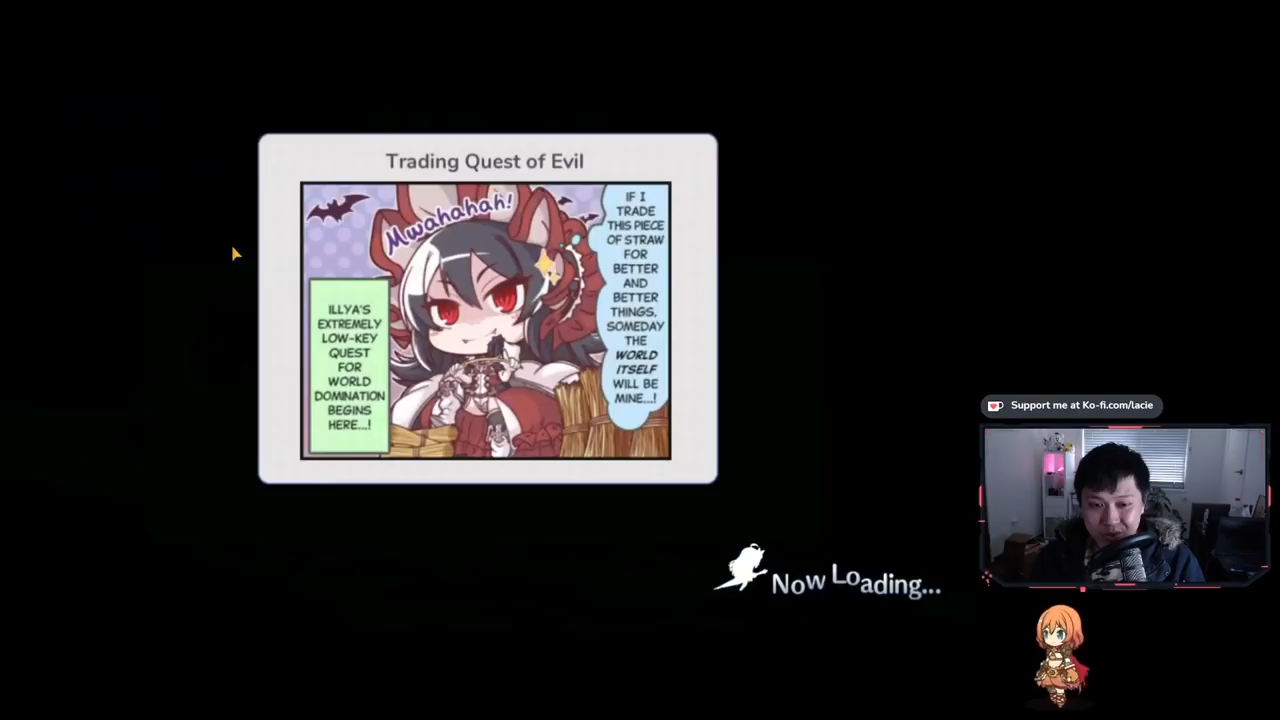 Trading Quest of Evil
Mwahahah!
IF I
TRADE
THIS PIECE
OF STRAW
FOR
BETTER
AND
BETTER
THINGS,
SOMEDAY
THE
WORLD
ITSELF
WILL BE
MINE...!
ILLYA'S
EXTREMELY
LOW-KEY
QUEST
FOR
WORLD
DOMINATION
BEGINS
HERE...!
Support me at Ko-fi.com/lacie
Now Loading...